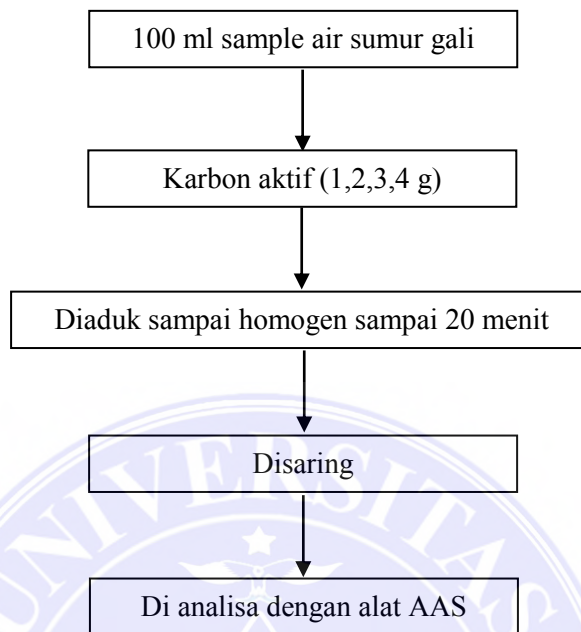 100 ml sample air sumur gali
Karbon aktif (1,2,3,4 g)
Diaduk sampai homogen sampai 20 menit
Disaring
UNIVERSITAS
Di analisa dengan alat AAS